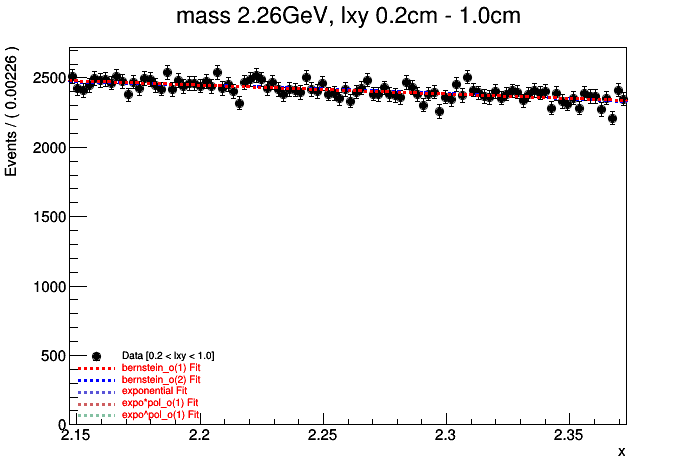 mass 2.26GeV, lxy 0.2cm - 1.0cm
Events / ( 0.00226 )
2500
2000
1500
1000
500
0
Data [0.2 < lxy < 1.0]
bernstein_o(1) Fit
bernstein_o(2) Fit
exponential Fit
expo*pol_o(1) Fit
expo^pol_o(1) Fit
2.15 2.2 2.25 2.3 2.35
x